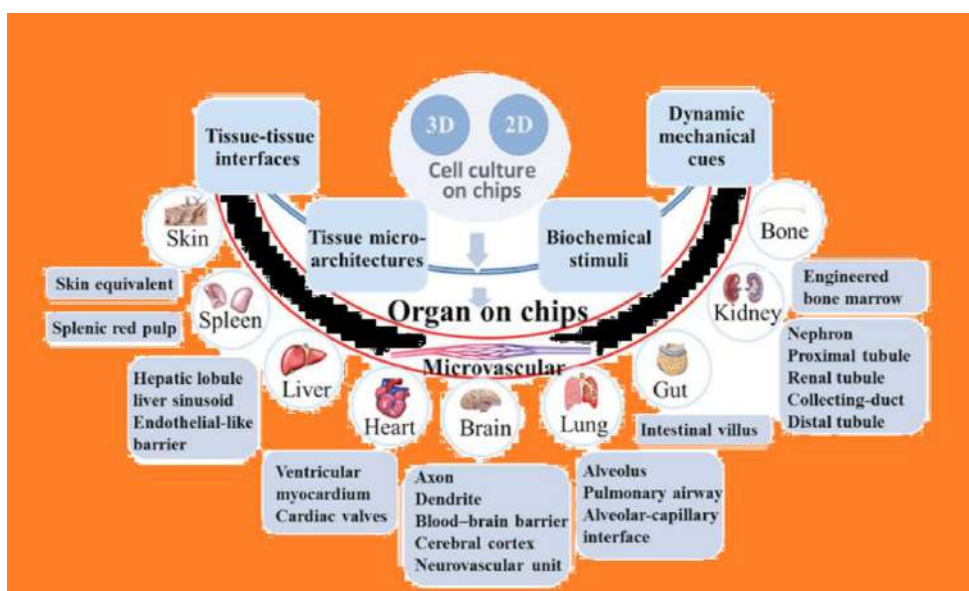 3D
2D
Cell culture
on chips
Tissue-tissue
interfaces
Dynamic
mechanical
cues
Tissue micro-
architectures
Biochemical
stimuli
Organ on chips
Microvascular
Skin
Skin equivalent
Spleen
Splenic red pulp
Liver
Hepatic lobule
liver sinusoid
Endothelial-like
barrier
Heart
Ventricular
myocardium
Cardiac valves
Brain
Axon
Dendrite
Blood–brain barrier
Cerebral cortex
Neurovascular unit
Lung
Alveolus
Pulmonary airway
Alveolar-capillary
interface
Gut
Intestinal villus
Kidney
Nephron
Proximal tubule
Renal tubule
Collecting-duct
Distal tubule
Bone
Engineered
bone marrow